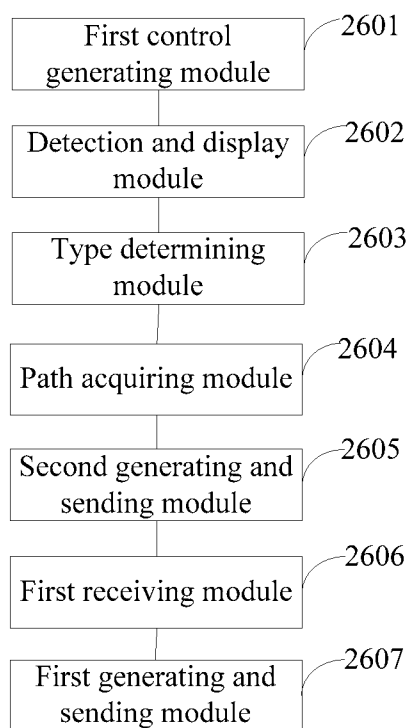 First control
generating module
2601
Detection and display
module
2602
Type determining
module
2603
Path acquiring module
2604
Second generating and
sending module
2605
First receiving module
2606
First generating and
sending module
2607